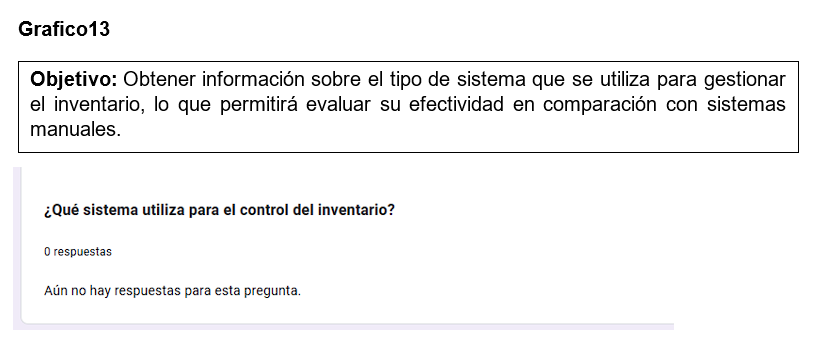 Grafico13
Objetivo: Obtener información sobre el tipo de sistema que se utiliza para gestionar
el inventario, lo que permitirá evaluar su efectividad en comparación con sistemas
manuales.
¿Qué sistema utiliza para el control del inventario?
0 respuestas
Aún no hay respuestas para esta pregunta.